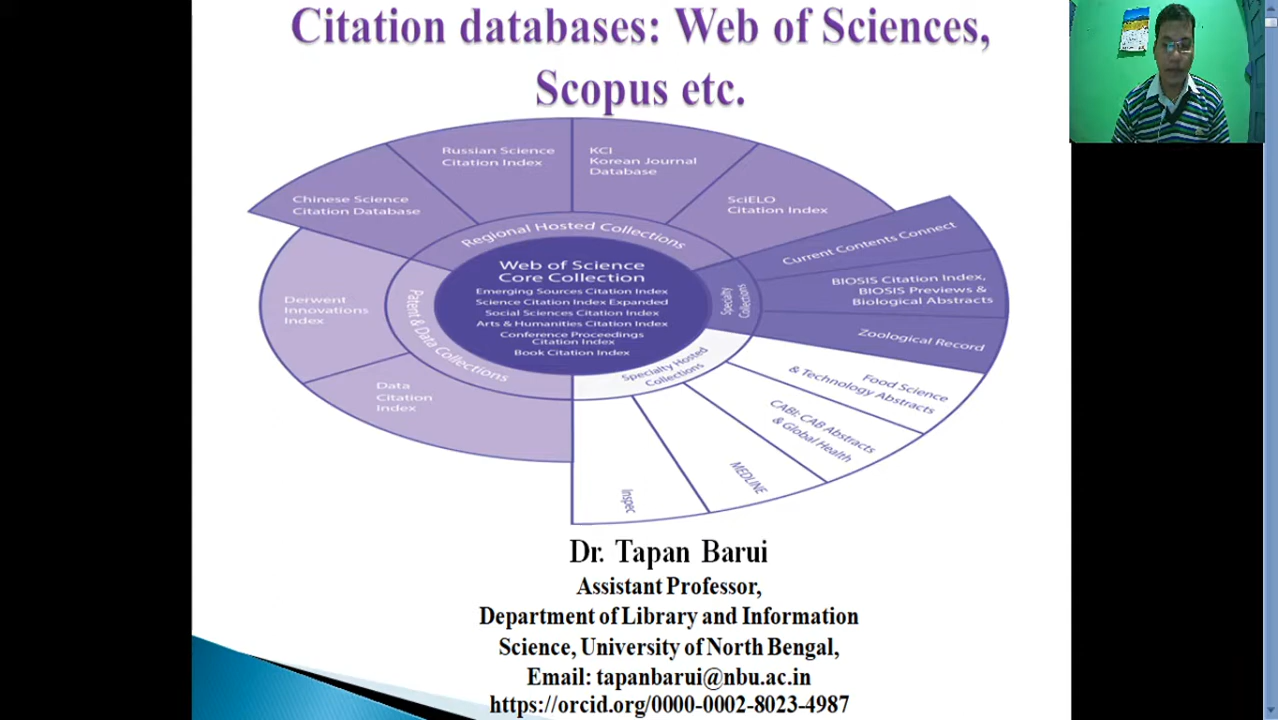 Citation databases: Web of Sciences,
Scopus etc.
Russian Science
Citation Index
KCI
Korean Journal
Database
Chinese Science
Citation Database
SciELO
Citation Index
Regional Hosted Collections
Current Contents Connect
BIOSIS Citation Index,
BIOSIS Previews &
Biological Abstracts
Zoological Record
Specialty
Collections
Web of Science
Core Collection
Emerging Sources Citation Index
Science Citation Index Expanded
Social Sciences Citation Index
Arts & Humanities Citation Index
Conference Proceedings
Citation Index
Book Citation Index
Derwent
Innovations
Index
Patent & Data Collections
Data
Citation
Index
Specialty Hosted
Collections
Food Science
& Technology Abstracts
CABI: CAB Abstracts
& Global Health
MEDLINE
Inspec
Dr. Tapan Barui
Assistant Professor,
Department of Library and Information
Science, University of North Bengal,
Email: tapanbarui@nbu.ac.in
https://orcid.org/0000-0002-8023-4987